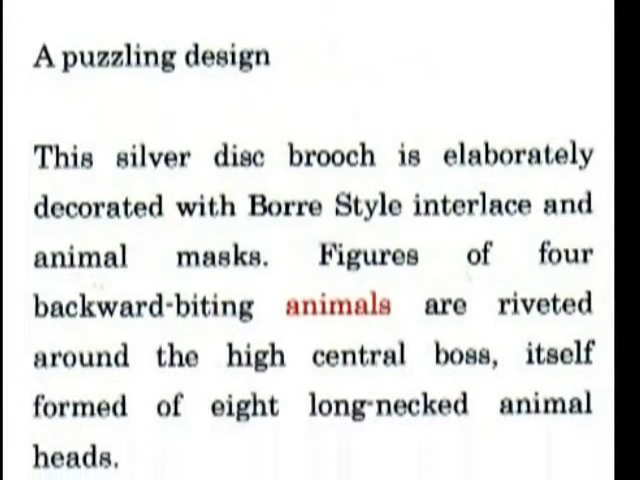 A puzzling design
This silver disc brooch is elaborately
decorated with Borre Style interlace and
animal masks. Figures of four
backward-biting animals are riveted
around the high central boss, itself
formed of eight long-necked animal
heads.